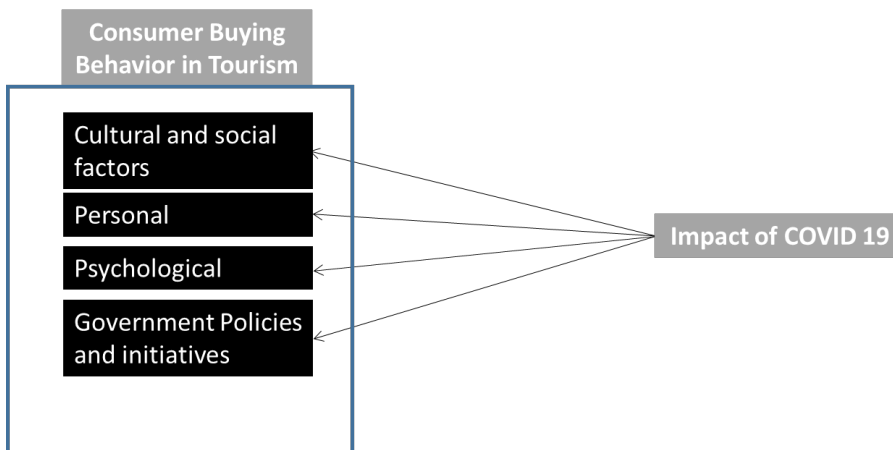 Consumer Buying
Behavior in Tourism
Cultural and social
factors
Personal
Psychological
Government Policies
and initiatives
Impact of COVID 19